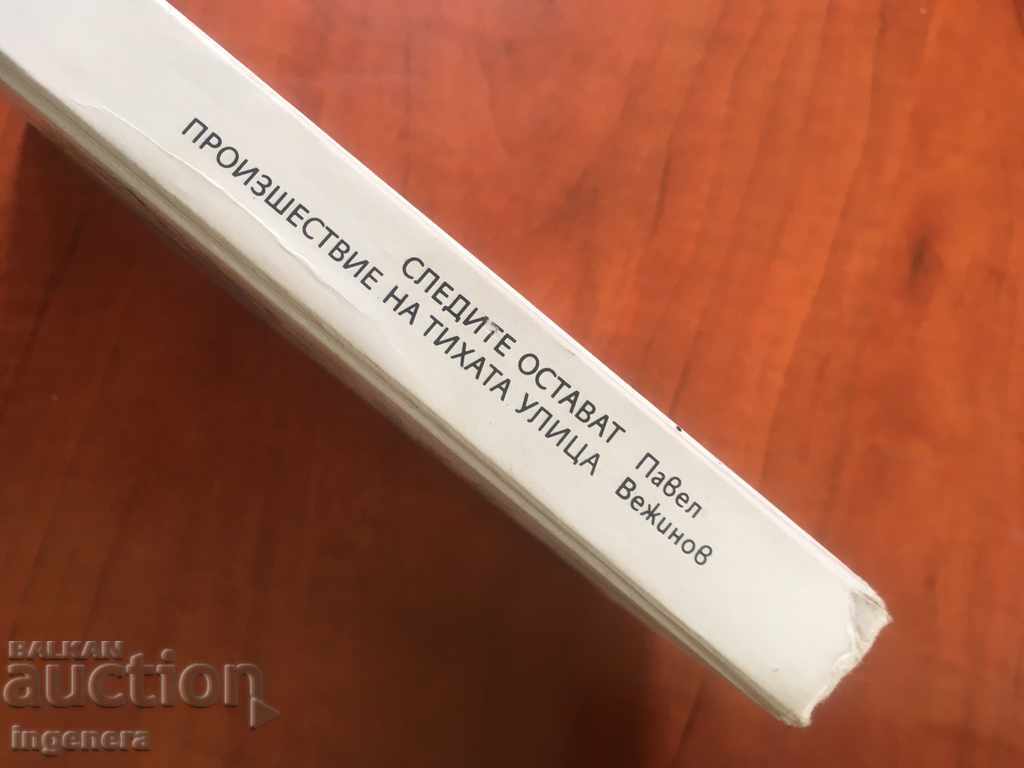 СЛЕДИТЕ ОСТАВАТ
ПРОИЗШЕСТВИЕ НА ТИХАТА УЛИЦА
Павел
Вежинов
BALKAN
auction
ingenera